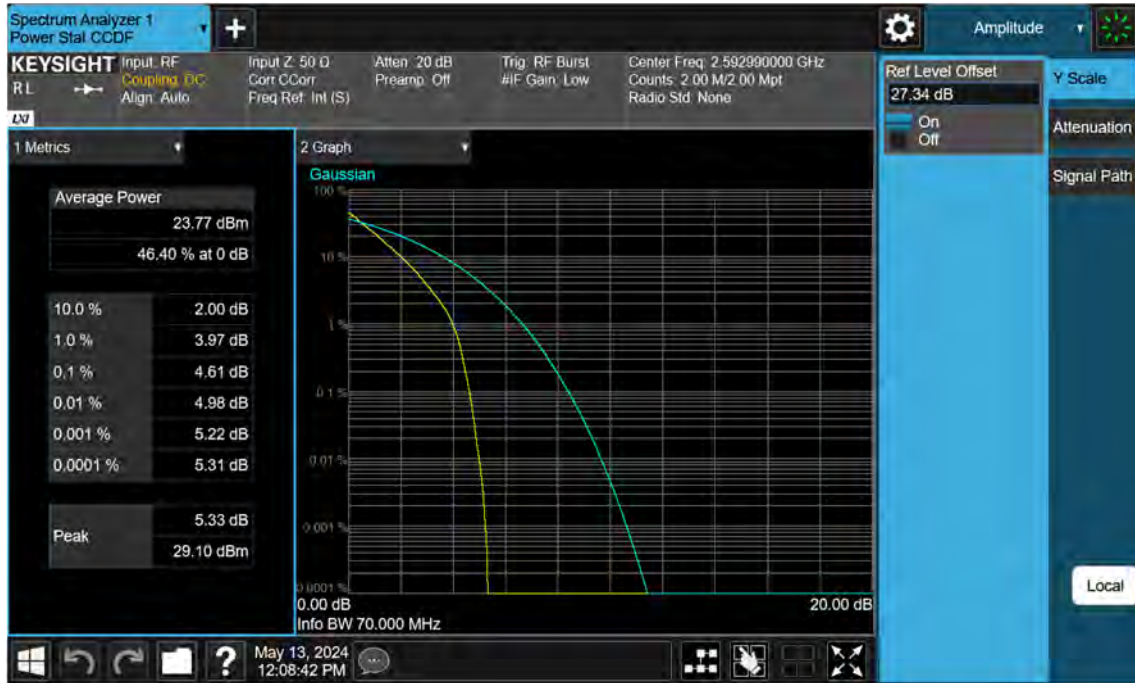 Spectrum Analyzer 1
Power Stat CCDF
+
Amplitude
KEYSIGHT
Input: RF
Coupling: DC
Align: Auto
Input Z: 50 Ω
Corr CCorr
Freq Ref: Int (S)
Atten: 20 dB
Preamp: Off
Trig: RF Burst
#IF Gain: Low
Center Freq: 2.592990000 GHz
Counts: 2.00 M/2.00 Mpt
Radio Std: None
RL
LXI
Ref Level Offset
27.34 dB
On
Off
Y Scale
Attenuation
Signal Path
1 Metrics
Average Power
23.77 dBm
46.40 % at 0 dB
10.0 % 2.00 dB
1.0 % 3.97 dB
0.1 % 4.61 dB
0.01 % 4.98 dB
0.001 % 5.22 dB
0.0001 % 5.31 dB
Peak
5.33 dB
29.10 dBm
2 Graph
Gaussian
100 %
10 %
1 %
0.1 %
0.01 %
0.001 %
0.0001 %
0.00 dB
20.00 dB
Info BW 70.000 MHz
Local
?
May 13, 2024
12:08:42 PM